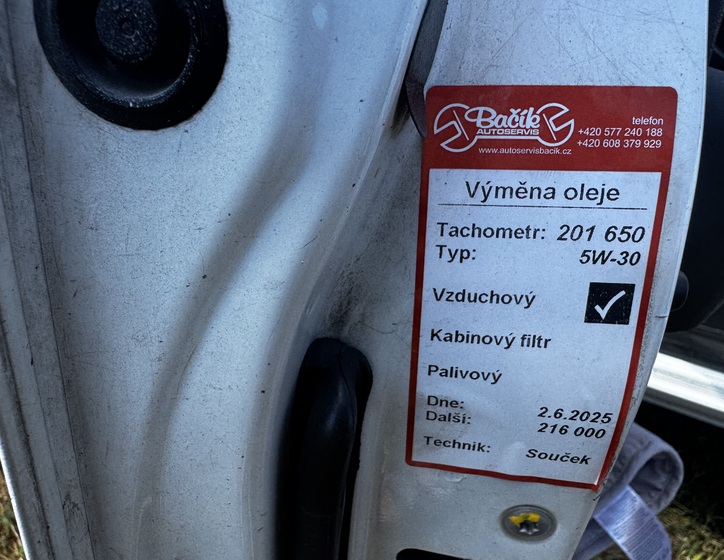 Bačík
AUTOSERVIS
www.autoservisbacik.cz
telefon
+420 577 240 188
+420 608 379 929
Výměna oleje
Tachometr: 201 650
Typ: 5W-30
Vzduchový
Kabinový filtr
Palivový
Dne: 2.6.2025
Další: 216 000
Technik: Souček